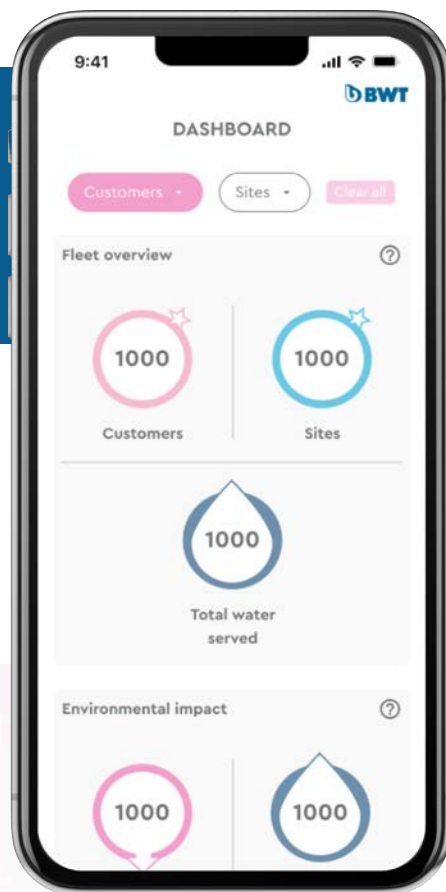 9:41
BWT
DASHBOARD
Customers Sites Clear all
Fleet overview
1000 1000
Customers Sites
1000
Total water
served
Environmental impact
1000 1000